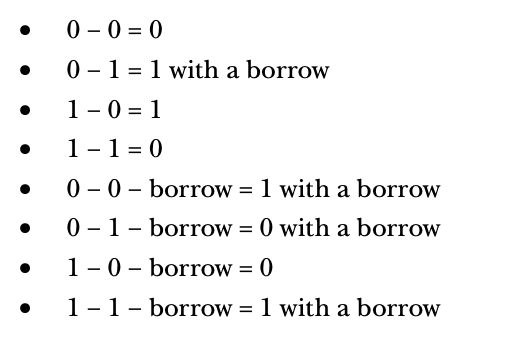 • 0 – 0 = 0
• 0 – 1 = 1 with a borrow
• 1 – 0 = 1
• 1 – 1 = 0
• 0 – 0 – borrow = 1 with a borrow
• 0 – 1 – borrow = 0 with a borrow
• 1 – 0 – borrow = 0
• 1 – 1 – borrow = 1 with a borrow